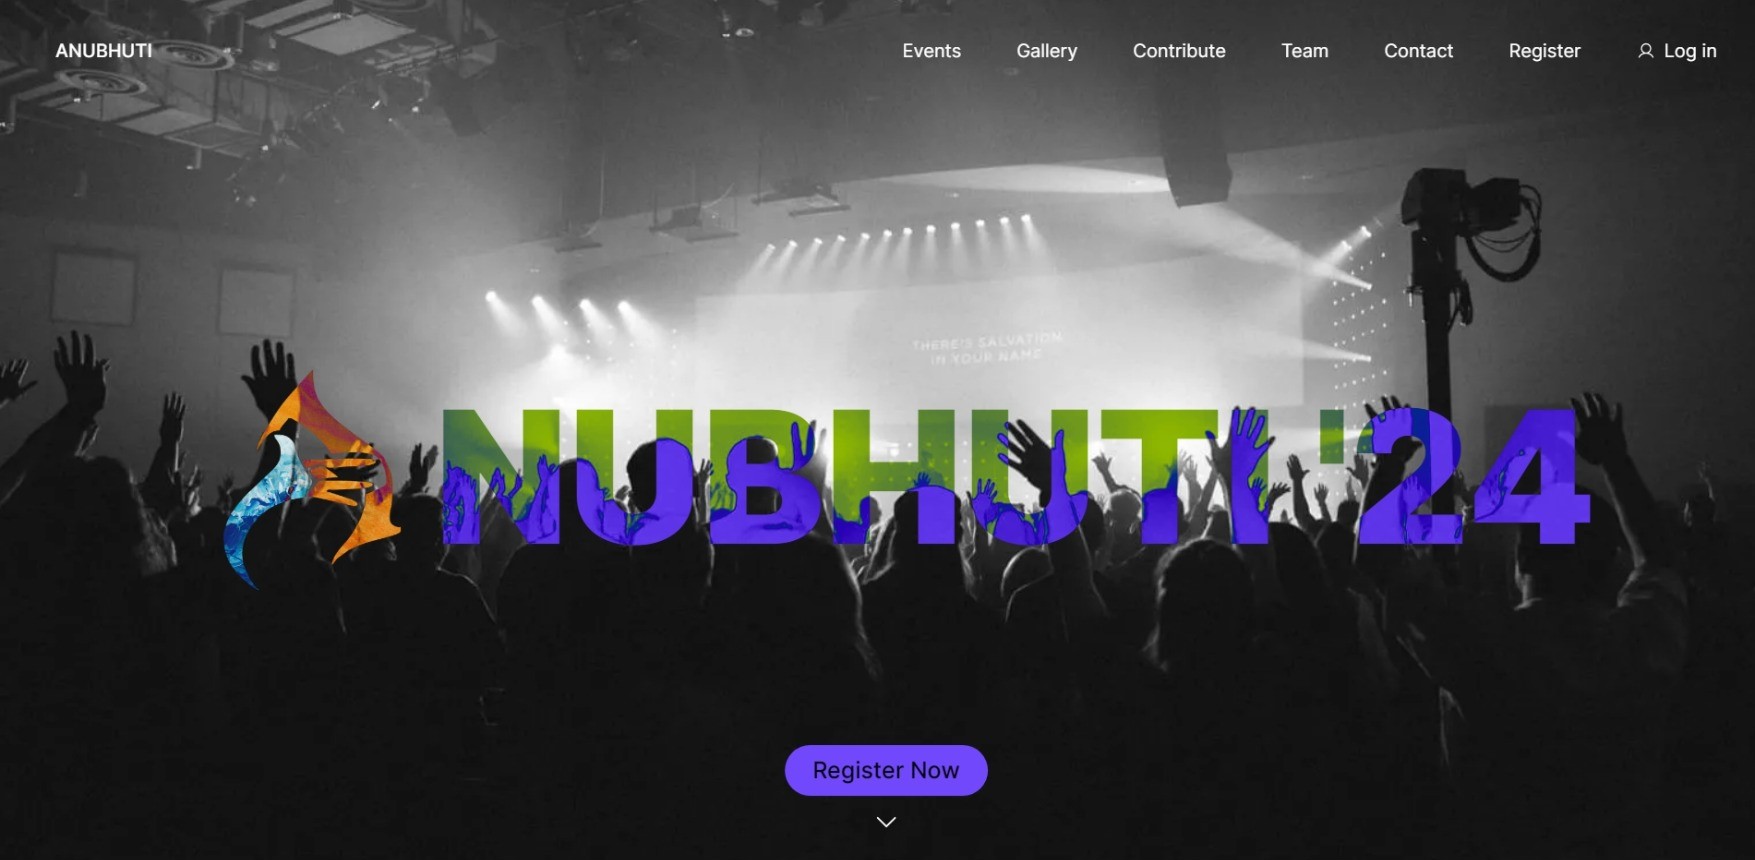 ANUBHUTI
Events
Gallery
Contribute
Team
Contact
Register
Log in
THERE'S SALVATION
IN YOUR NAME
NUBHUTI '24
Register Now